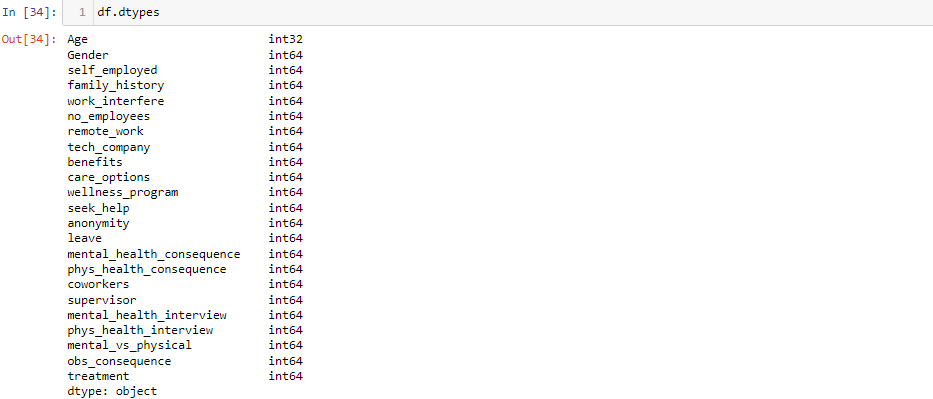 In [34]: 1 df.dtypes
Out[34]: Age int32
Gender int64
self_employed int64
family_history int64
work_interfere int64
no_employees int64
remote_work int64
tech_company int64
benefits int64
care_options int64
wellness_program int64
seek_help int64
anonymity int64
leave int64
mental_health_consequence int64
phys_health_consequence int64
coworkers int64
supervisor int64
mental_health_interview int64
phys_health_interview int64
mental_vs_physical int64
obs_consequence int64
treatment int64
dtype: object